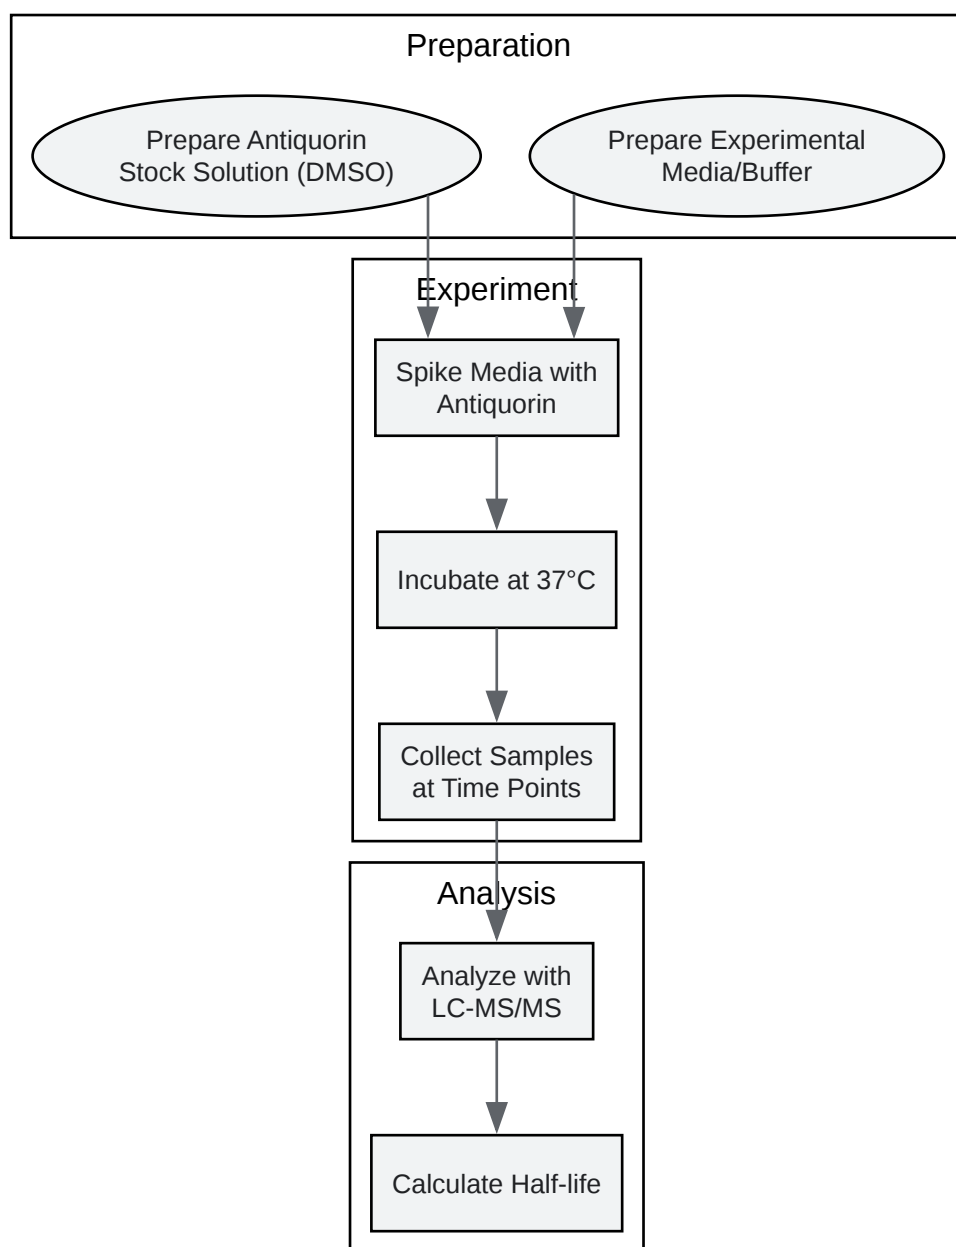 Preparation
Prepare Antiquorin
Stock Solution (DMSO)
Prepare Experimental
Media/Buffer
Experiment
Spike Media with
Antiquorin
Incubate at 37°C
Collect Samples
at Time Points
Analysis
Analyze with
LC-MS/MS
Calculate Half-life